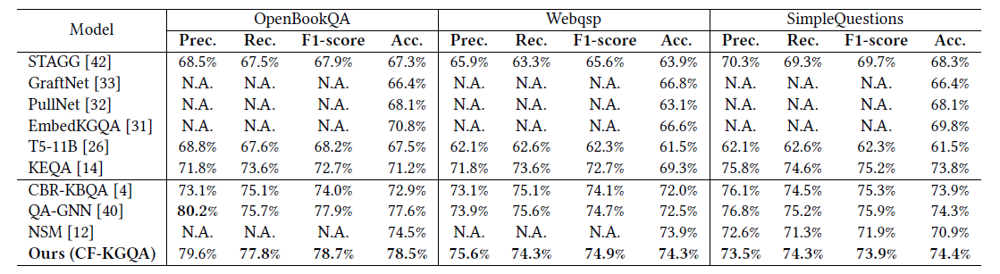 Model OpenBookQA Webqsp SimpleQuestions
Prec. Rec. F1-score Acc. Prec. Rec. F1-score Acc. Prec. Rec. F1-score Acc.
STAGG [42] 68.5% 67.5% 67.9% 67.3% 65.9% 63.3% 65.6% 63.9% 70.3% 69.3% 69.7% 68.3%
GraftNet [33] N.A. N.A. N.A. 66.4% N.A. N.A. N.A. 66.8% N.A. N.A. N.A. 66.4%
PullNet [32] N.A. N.A. N.A. 68.1% N.A. N.A. N.A. 63.1% N.A. N.A. N.A. 68.1%
EmbedKGQA [31] N.A. N.A. N.A. 70.8% N.A. N.A. N.A. 66.6% N.A. N.A. N.A. 69.8%
T5-11B [26] 68.8% 67.6% 68.2% 67.5% 62.1% 62.6% 62.3% 61.5% 62.1% 62.6% 62.3% 61.5%
KEQA [14] 71.8% 73.6% 72.7% 71.2% 71.8% 73.6% 72.7% 69.3% 75.8% 74.6% 75.2% 73.8%
CBR-KBQA [4] 73.1% 75.1% 74.0% 72.9% 73.1% 75.1% 74.1% 72.0% 76.1% 74.5% 75.3% 73.9%
QA-GNN [40] 80.2% 75.7% 77.9% 77.6% 73.9% 75.6% 74.7% 72.5% 76.8% 75.2% 75.9% 74.3%
NSM [12] N.A. N.A. N.A. 74.5% N.A. N.A. N.A. 73.9% 72.6% 71.3% 71.9% 70.9%
Ours (CF-KGQA) 79.6% 77.8% 78.7% 78.5% 75.6% 74.3% 74.9% 74.3% 73.5% 74.3% 73.9% 74.4%